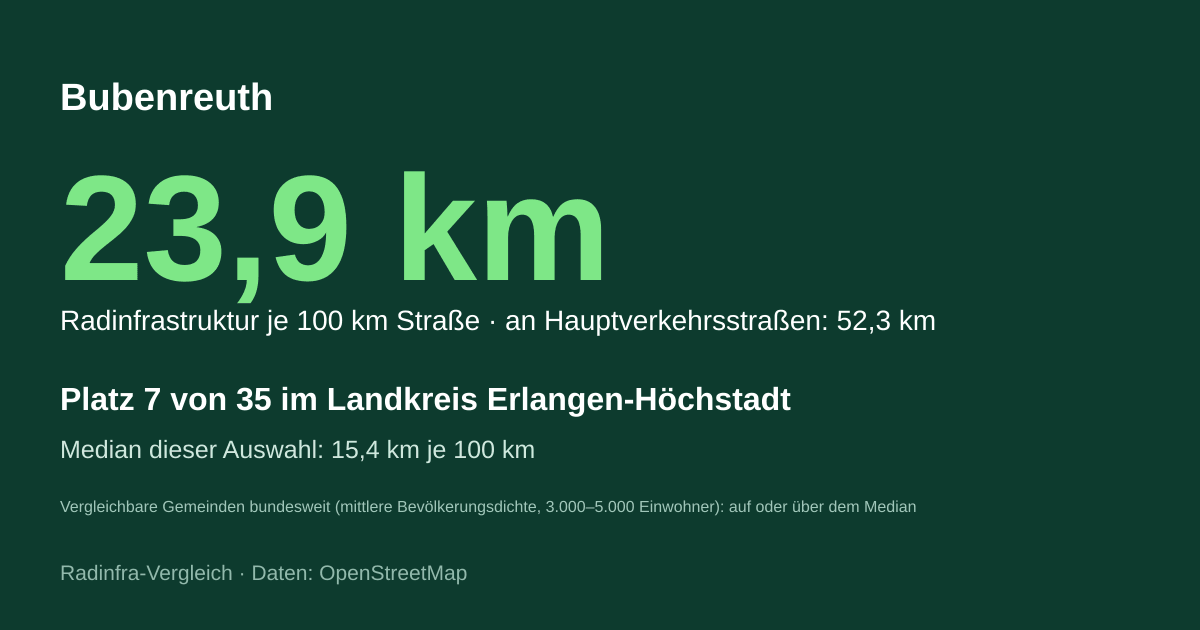 Bubenreuth
23,9 km
Radinfrastruktur je 100 km Straße · an Hauptverkehrsstraßen: 52,3 km
Platz 7 von 35 im Landkreis Erlangen-Höchstadt
Median dieser Auswahl: 15,4 km je 100 km
Vergleichbare Gemeinden bundesweit (mittlere Bevölkerungsdichte, 3.000–5.000 Einwohner): auf oder über dem Median
Radinfra-Vergleich · Daten: OpenStreetMap